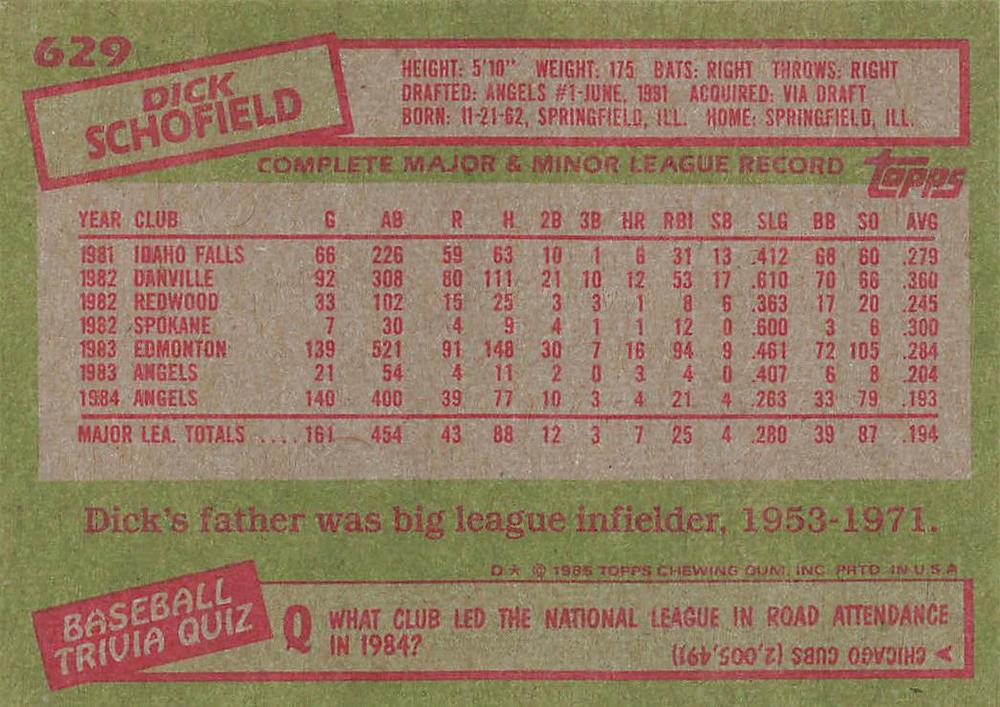 629
DICK
SCHOFIELD
HEIGHT: 5'10" WEIGHT: 175 BATS: RIGHT THROWS: RIGHT
DRAFTED: ANGELS #1-JUNE, 1981 ACQUIRED: VIA DRAFT
BORN: 11-21-62, SPRINGFIELD, ILL. HOME: SPRINGFIELD, ILL.
COMPLETE MAJOR & MINOR LEAGUE RECORD
topps
YEAR CLUB G AB R H 2B 3B HR RBI SB SLG BB SO AVG
1981 IDAHO FALLS 66 226 59 63 10 1 6 31 13 .412 68 60 .279
1982 DANVILLE 92 308 80 111 21 10 12 53 17 .610 70 66 .360
1982 REDWOOD 33 102 15 25 3 3 1 8 6 .363 17 20 .245
1982 SPOKANE 7 30 4 9 4 1 1 12 0 .600 3 6 .300
1983 EDMONTON 139 521 91 148 30 7 16 94 9 .461 72 105 .284
1983 ANGELS 21 54 4 11 2 0 3 4 0 .407 6 8 .204
1984 ANGELS 140 400 39 77 10 3 4 21 4 .263 33 79 .193
MAJOR LEA. TOTALS .... 161 454 43 88 12 3 7 25 4 .280 39 87 .194
Dick's father was big league infielder, 1953-1971.
D★ © 1985 TOPPS CHEWING GUM, INC. PRTD. IN U.S.A.
BASEBALL
TRIVIA QUIZ
Q WHAT CLUB LED THE NATIONAL LEAGUE IN ROAD ATTENDANCE
IN 1984?
A CHICAGO CUBS (2,005,491)